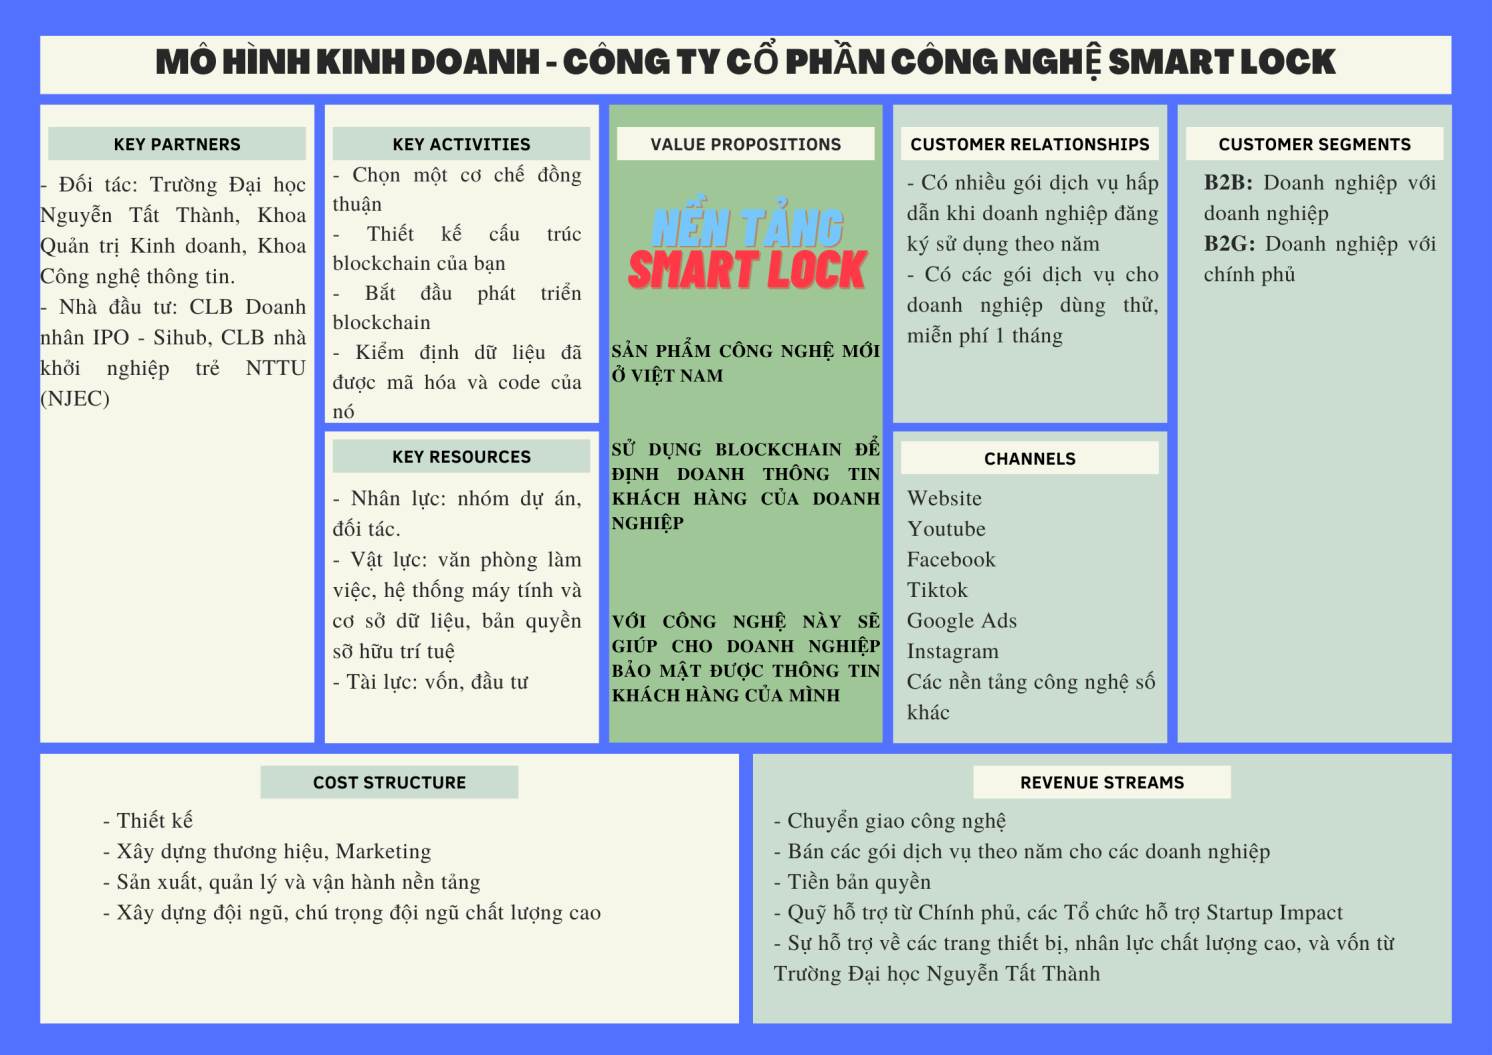 MÔ HÌNH KINH DOANH - CÔNG TY CỔ PHẦN CÔNG NGHỆ SMART LOCK
KEY PARTNERS
- Đối tác: Trường Đại học
Nguyễn Tất Thành, Khoa
Quản trị Kinh doanh, Khoa
Công nghệ thông tin.
- Nhà đầu tư: CLB Doanh
nhân IPO - Sihub, CLB nhà
khởi nghiệp trẻ NTTU
(NJEC)
KEY ACTIVITIES
- Chọn một cơ chế đồng
thuận
- Thiết kế cấu trúc
blockchain của bạn
- Bắt đầu phát triển
blockchain
- Kiểm định dữ liệu đã
được mã hóa và code của
nó
KEY RESOURCES
- Nhân lực: nhóm dự án,
đối tác.
- Vật lực: văn phòng làm
việc, hệ thống máy tính và
cơ sở dữ liệu, bản quyền
sỡ hữu trí tuệ
- Tài lực: vốn, đầu tư
VALUE PROPOSITIONS
NỀN TẢNG
SMART LOCK
SẢN PHẨM CÔNG NGHỆ MỚI
Ở VIỆT NAM
SỬ DỤNG BLOCKCHAIN ĐỂ
ĐỊNH DOANH THÔNG TIN
KHÁCH HÀNG CỦA DOANH
NGHIỆP
VỚI CÔNG NGHỆ NÀY SẼ
GIÚP CHO DOANH NGHIỆP
BẢO MẬT ĐƯỢC THÔNG TIN
KHÁCH HÀNG CỦA MÌNH
CUSTOMER RELATIONSHIPS
- Có nhiều gói dịch vụ hấp
dẫn khi doanh nghiệp đăng
ký sử dụng theo năm
- Có các gói dịch vụ cho
doanh nghiệp dùng thử,
miễn phí 1 tháng
CHANNELS
Website
Youtube
Facebook
Tiktok
Google Ads
Instagram
Các nền tảng công nghệ số
khác
CUSTOMER SEGMENTS
B2B: Doanh nghiệp với
doanh nghiệp
B2G: Doanh nghiệp với
chính phủ
COST STRUCTURE
- Thiết kế
- Xây dựng thương hiệu, Marketing
- Sản xuất, quản lý và vận hành nền tảng
- Xây dựng đội ngũ, chú trọng đội ngũ chất lượng cao
REVENUE STREAMS
- Chuyển giao công nghệ
- Bán các gói dịch vụ theo năm cho các doanh nghiệp
- Tiền bản quyền
- Quỹ hỗ trợ từ Chính phủ, các Tổ chức hỗ trợ Startup Impact
- Sự hỗ trợ về các trang thiết bị, nhân lực chất lượng cao, và vốn từ
Trường Đại học Nguyễn Tất Thành